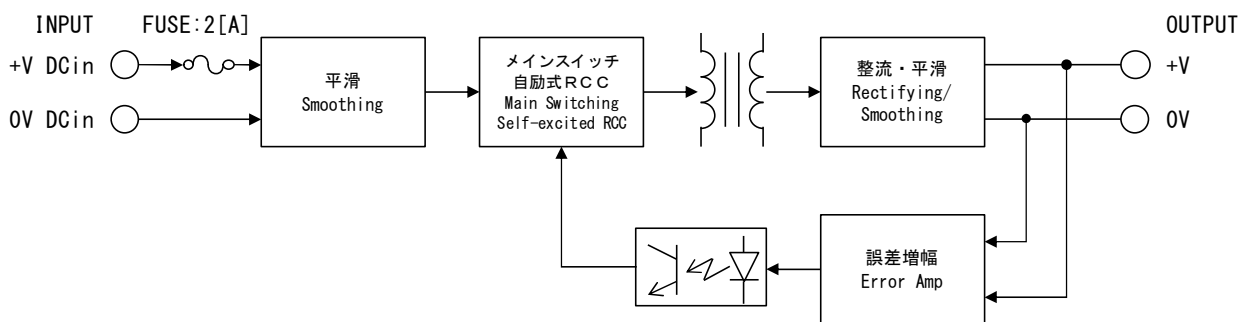 INPUT
FUSE:2[A]
OUTPUT
+V DCin
0V DCin
平滑
Smoothing
メインスイッチ
自励式RCC
Main Switching
Self-excited RCC
整流・平滑
Rectifying/
Smoothing
+V
0V
誤差増幅
Error Amp